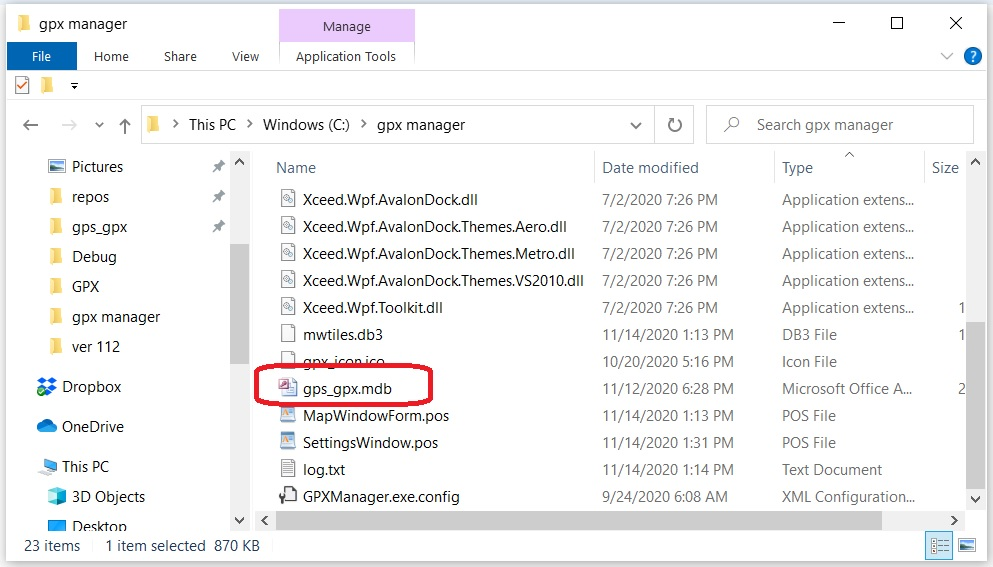 gpx manager
Manage
File Home Share View Application Tools
This PC Windows (C:) gpx manager Search gpx manager
Pictures
repos
gps_gpx
Debug
GPX
gpx manager
ver 112
Dropbox
OneDrive
This PC
3D Objects
Desktop
Name Date modified Type Size
Xceed.Wpf.AvalonDock.dll 7/2/2020 7:26 PM Application extens...
Xceed.Wpf.AvalonDock.Themes.Aero.dll 7/2/2020 7:26 PM Application extens...
Xceed.Wpf.AvalonDock.Themes.Metro.dll 7/2/2020 7:26 PM Application extens...
Xceed.Wpf.AvalonDock.Themes.VS2010.dll 7/2/2020 7:26 PM Application extens...
Xceed.Wpf.Toolkit.dll 7/2/2020 7:26 PM Application extens... 1
mwtiles.db3 11/14/2020 1:13 PM DB3 File 1
gpx_icon.ico 10/20/2020 5:16 PM Icon File
gps_gpx.mdb 11/12/2020 6:28 PM Microsoft Office A... 2
MapWindowForm.pos 11/14/2020 1:13 PM POS File
SettingsWindow.pos 11/14/2020 1:31 PM POS File
log.txt 11/14/2020 1:14 PM Text Document
GPXManager.exe.config 9/24/2020 6:08 AM XML Configuration...
23 items 1 item selected 870 KB